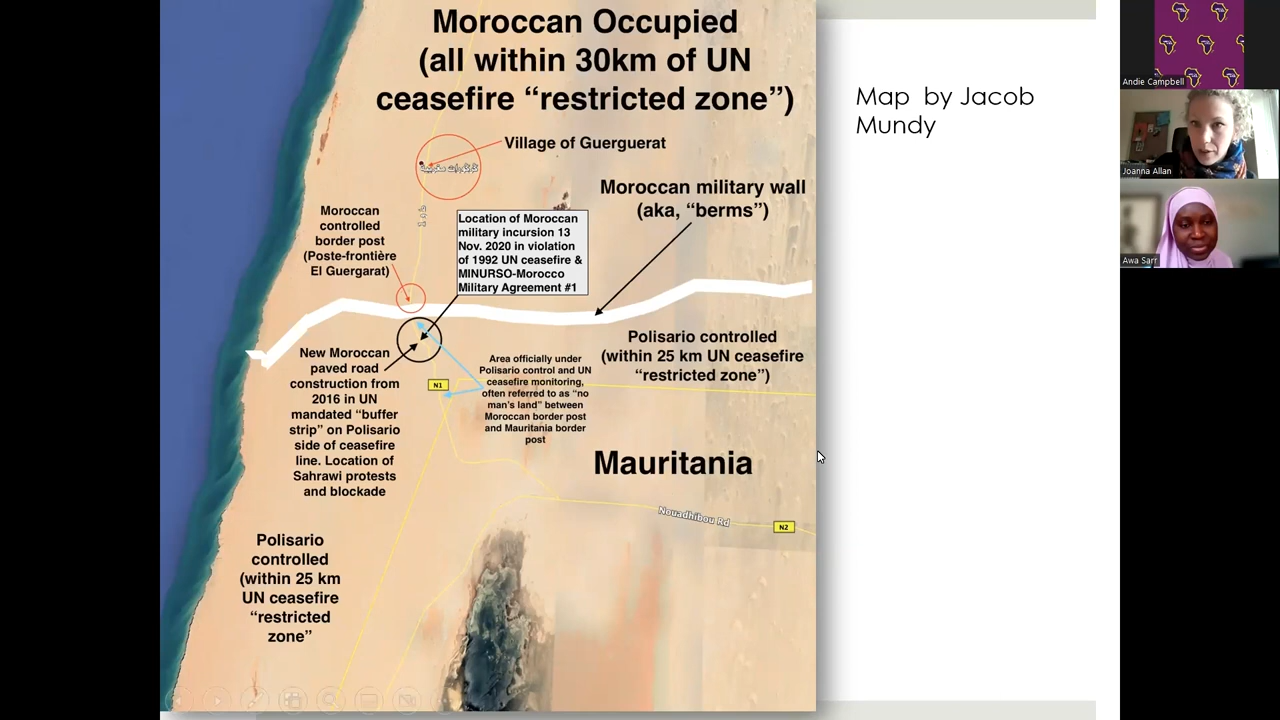 Moroccan Occupied
(all within 30km of UN
ceasefire “restricted zone”)
Village of Guerguerat
Moroccan military wall
(aka, “berms”)
Moroccan
controlled
border post
(Poste-frontière
El Guergarat)
Location of Moroccan
military incursion 13
Nov. 2020 in violation
of 1992 UN ceasefire &
MINURSO-Morocco
Military Agreement #1
Polisario controlled
(within 25 km UN ceasefire
“restricted zone”)
New Moroccan
paved road
construction from
2016 in UN
mandated “buffer
strip” on Polisario
side of ceasefire
line. Location of
Sahrawi protests
and blockade
N1
Area officially under
Polisario control and UN
ceasefire monitoring,
often referred to as “no
man’s land” between
Moroccan border post
and Mauritania border
post
Mauritania
Nouadhibou Rd
N2
Polisario
controlled
(within 25 km
UN ceasefire
“restricted
zone”
Map by Jacob
Mundy
Andie Campbell
Joanna Allan
Awa Sarr